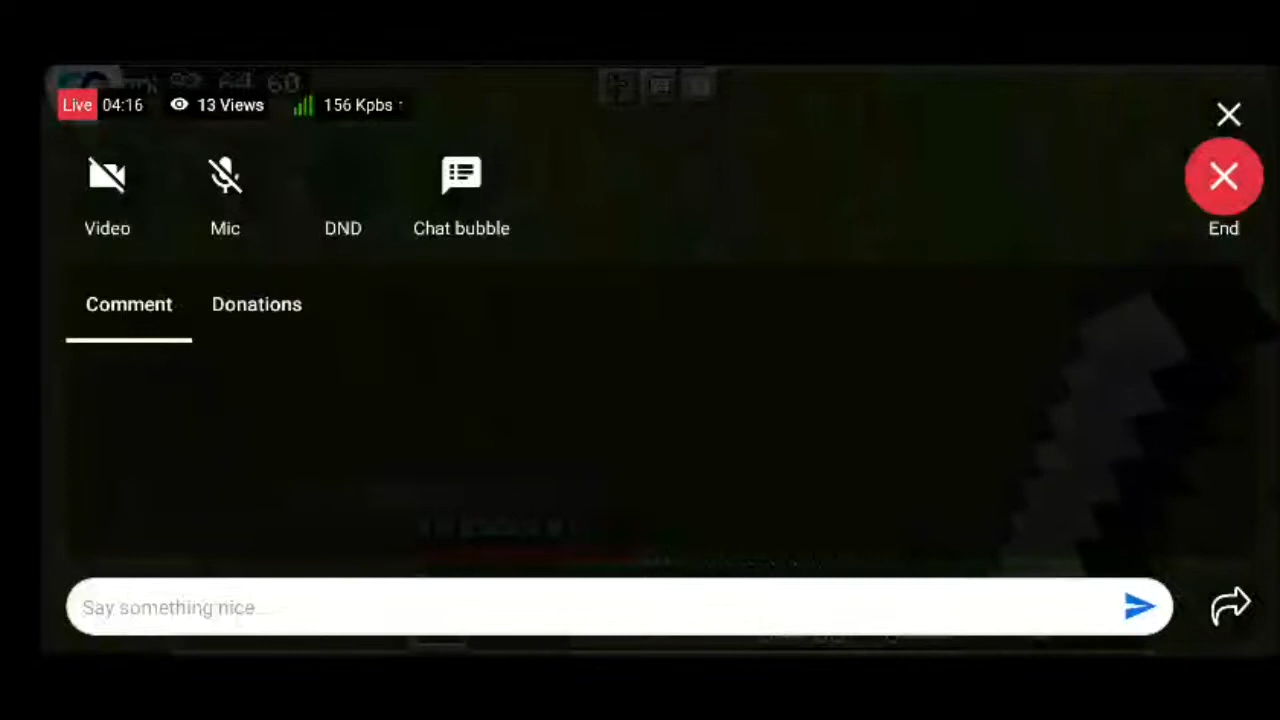 Live 04:16 13 Views 156 Kpbs ↑
Video Mic DND Chat bubble End
Comment Donations
Say something nice...